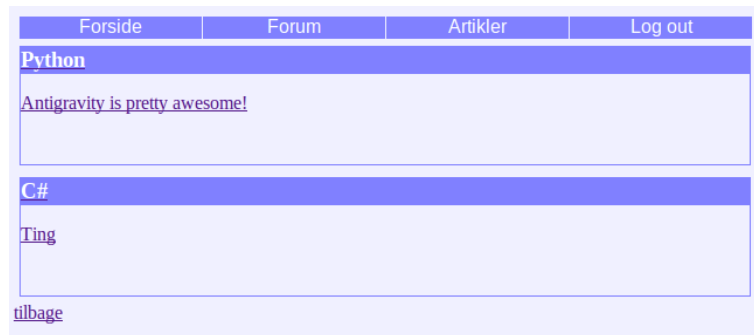 Forside Forum Artikler Log out
Python
Antigravity is pretty awesome!
C#
Ting
tilbage